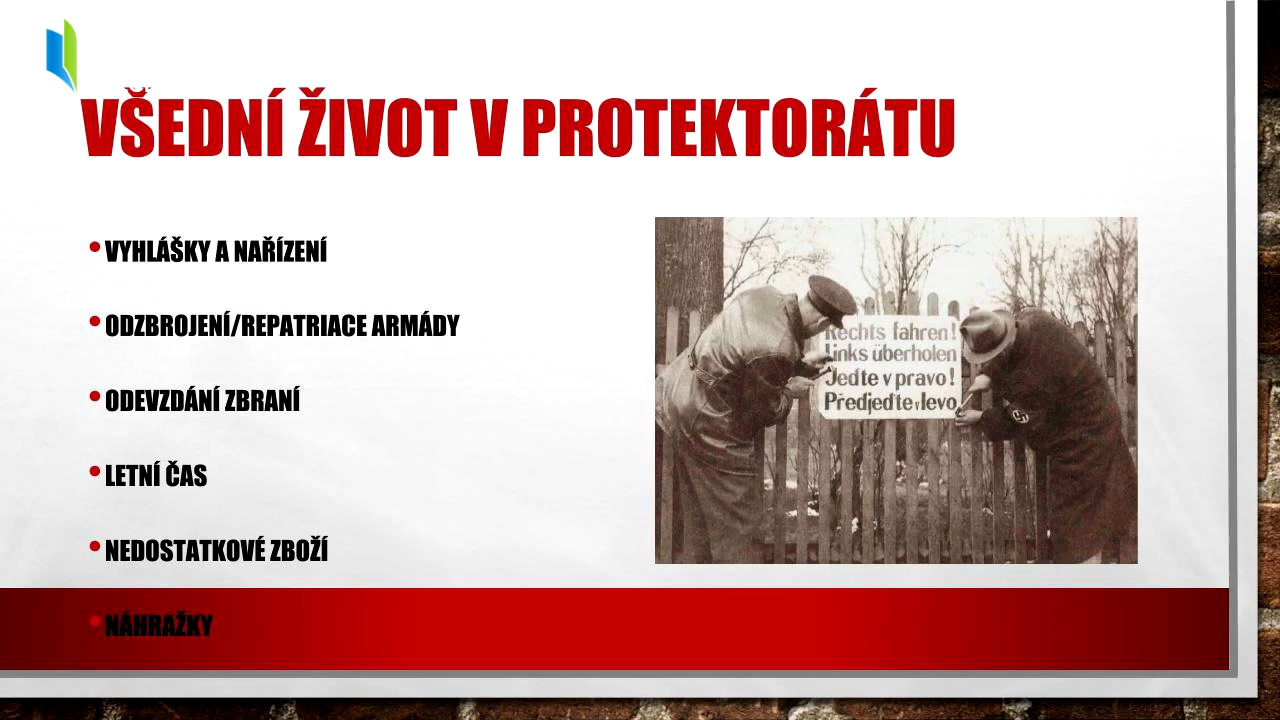 VŠEDNÍ ŽIVOT V PROTEKTORÁTU
•VYHLÁŠKY A NAŘÍZENÍ
•ODZBROJENÍ/REPATRIACE ARMÁDY
•ODEVZDÁNÍ ZBRANÍ
•LETNÍ ČAS
•NEDOSTATKOVÉ ZBOŽÍ
•NÁHRAŽKY
Rechts fahren!
Links überholen
Jeďte v pravo!
Předjeďte v levo